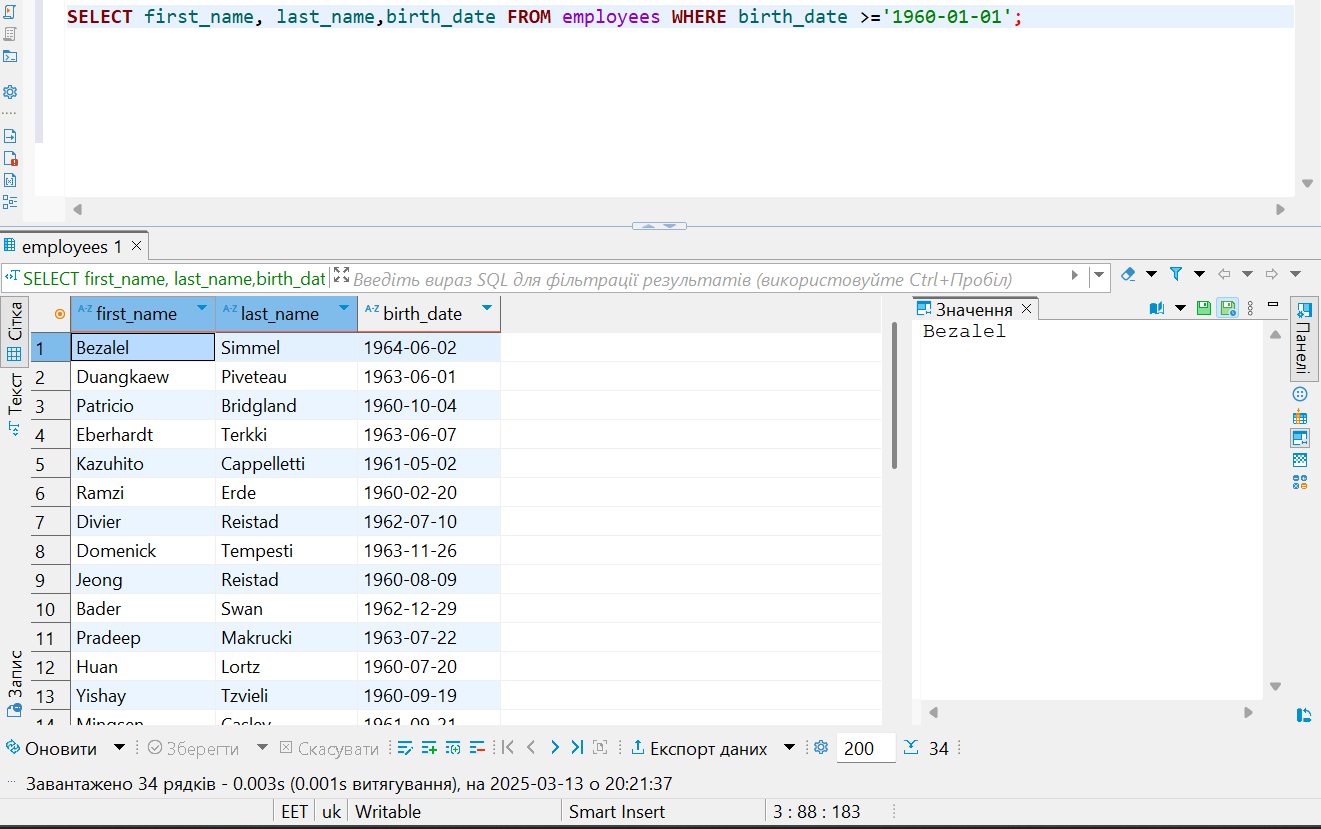 SELECT first_name, last_name,birth_date FROM employees WHERE birth_date >='1960-01-01';
employees 1
SELECT first_name, last_name,birth_dat Введіть вираз SQL для фільтрації результатів (використовуйте Ctrl+Пробіл)
Сітка
Текст
Запис
A-Z first_name A-Z last_name A-Z birth_date
1 Bezalel Simmel 1964-06-02
2 Duangkaew Piveteau 1963-06-01
3 Patricio Bridgland 1960-10-04
4 Eberhardt Terkki 1963-06-07
5 Kazuhito Cappelletti 1961-05-02
6 Ramzi Erde 1960-02-20
7 Divier Reistad 1962-07-10
8 Domenick Tempesti 1963-11-26
9 Jeong Reistad 1960-08-09
10 Bader Swan 1962-12-29
11 Pradeep Makrucki 1963-07-22
12 Huan Lortz 1960-07-20
13 Yishay Tzvieli 1960-09-19
14 Mingsen Casley 1961-09-21
Значення
Bezalel
Панелі
Оновити Зберегти Скасувати Експорт даних 200 34
Завантажено 34 рядків - 0.003s (0.001s витягування), на 2025-03-13 о 20:21:37
EET uk Writable Smart Insert 3 : 88 : 183